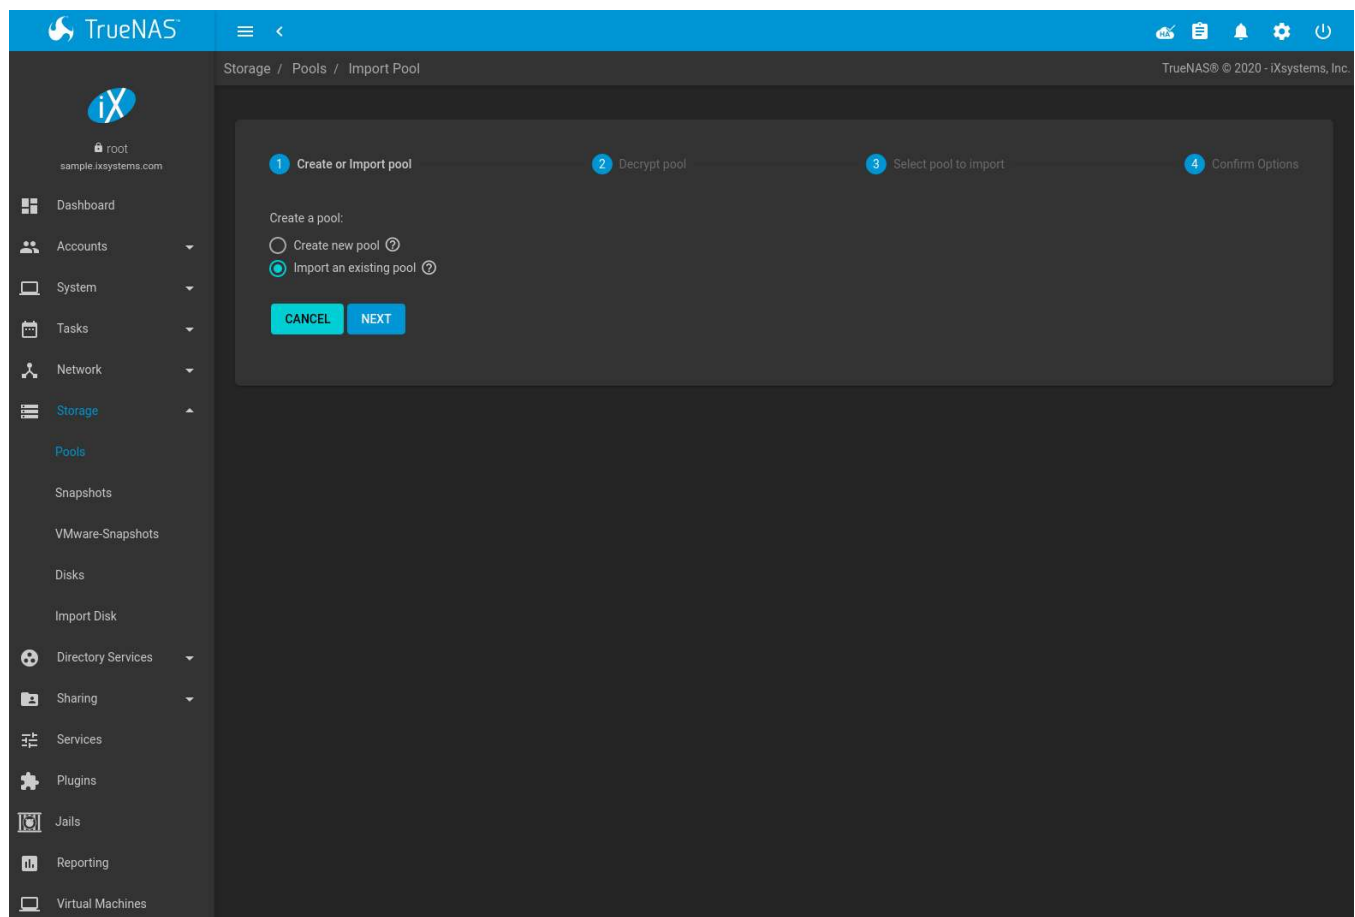 TrueNAS™
Storage / Pools / Import Pool
TrueNAS® © 2020 - iXsystems, Inc.
iX
root
sample.ixsystems.com
HA
1 Create or Import pool
2 Decrypt pool
3 Select pool to import
4 Confirm Options
Create a pool:
Create new pool ?
Import an existing pool ?
CANCEL NEXT
Dashboard
Accounts
System
Tasks
Network
Storage
Pools
Snapshots
VMware-Snapshots
Disks
Import Disk
Directory Services
Sharing
Services
Plugins
Jails
Reporting
Virtual Machines